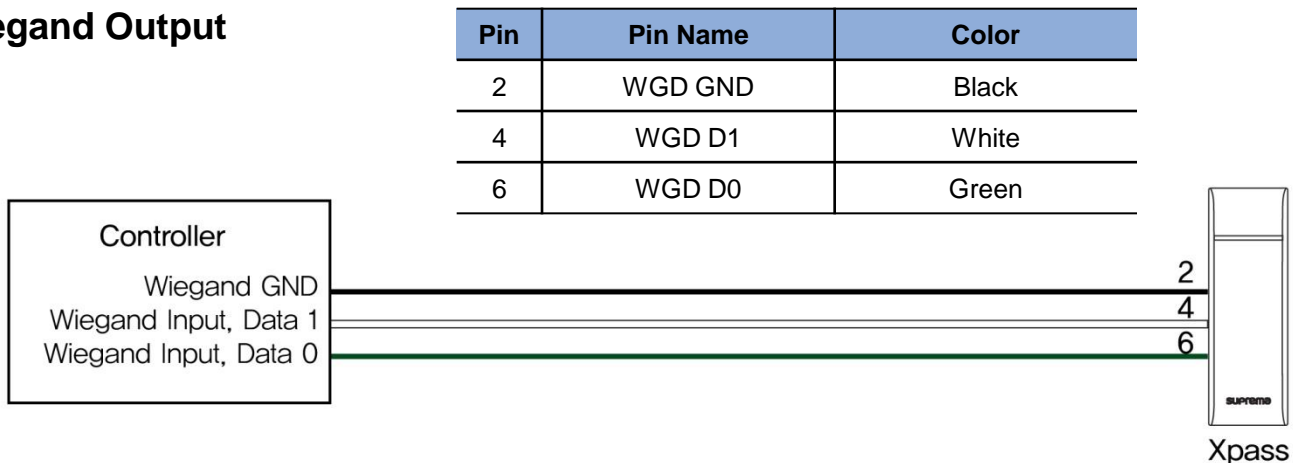 egand Output
Pin Pin Name Color
2 WGD GND Black
4 WGD D1 White
6 WGD D0 Green
Controller
Wiegand GND 2
Wiegand Input, Data 1 4
Wiegand Input, Data 0 6
suprema
Xpass